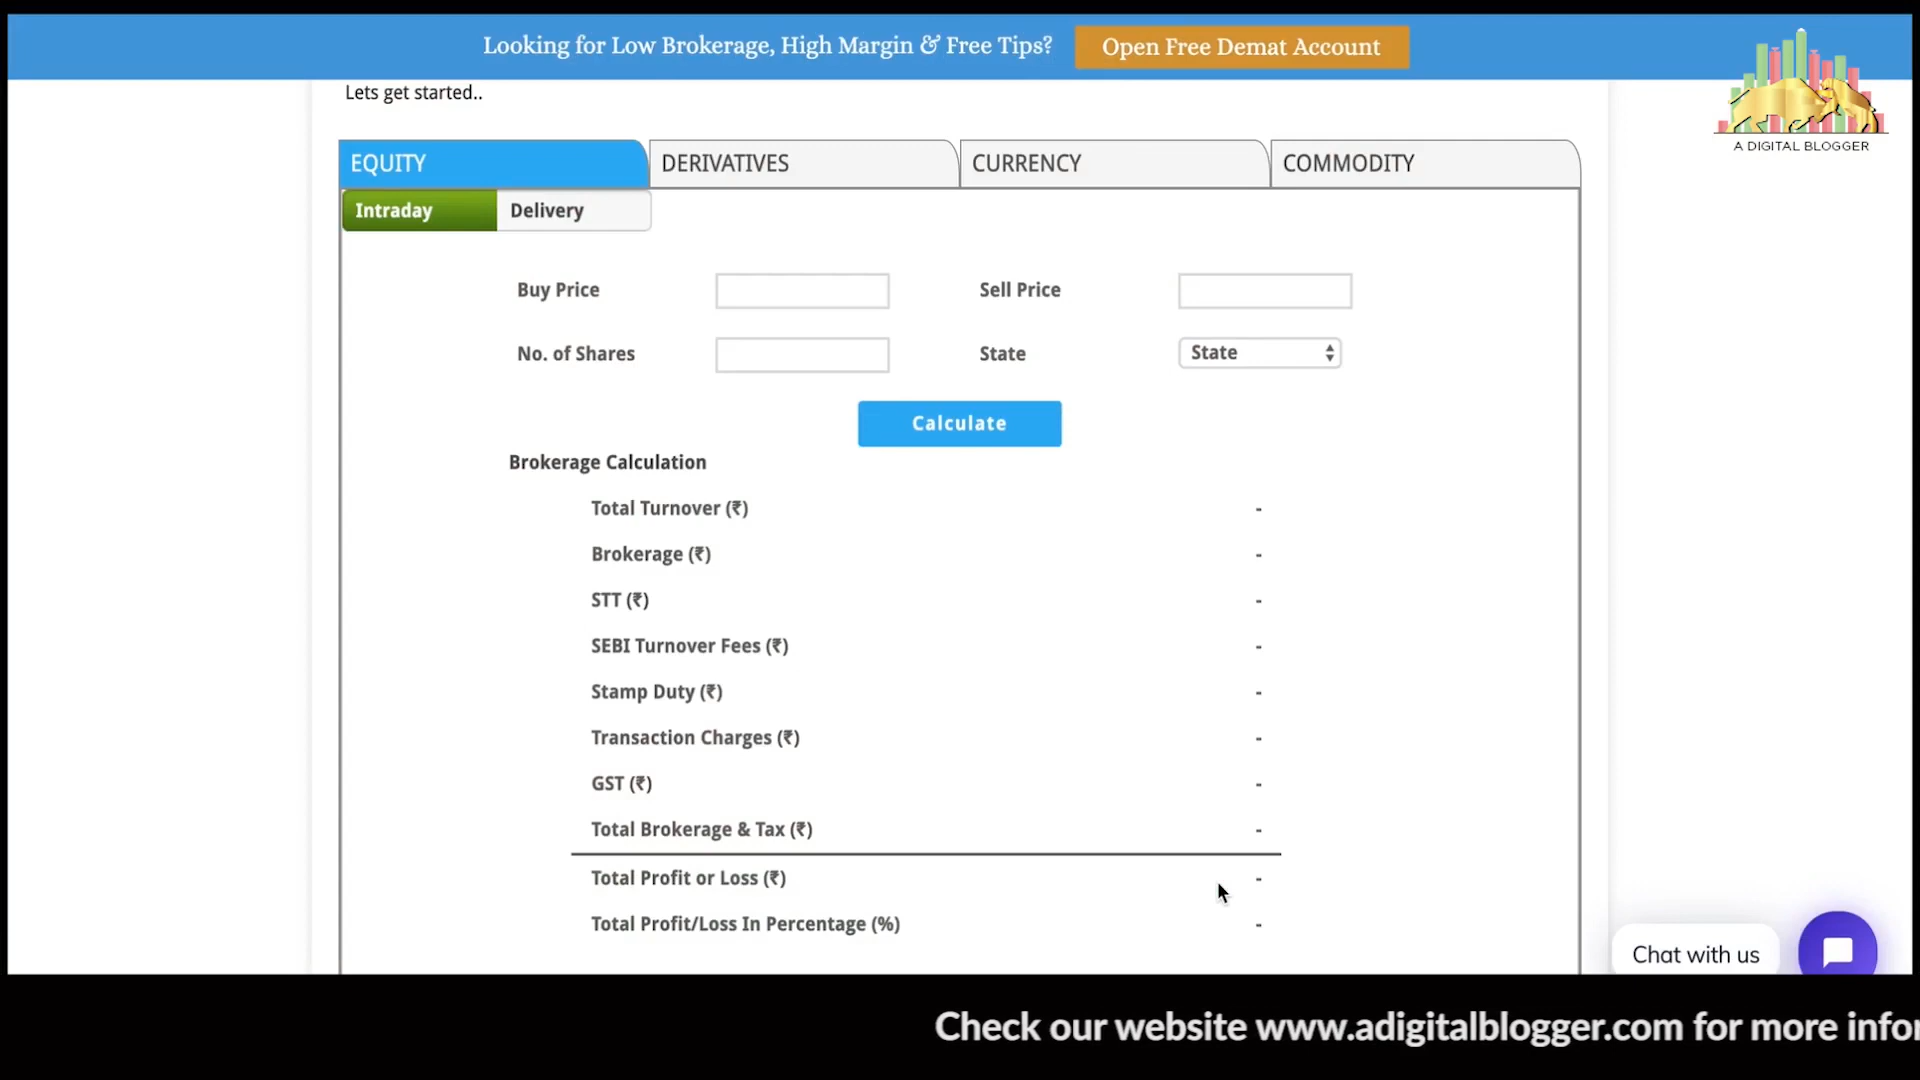 Looking for Low Brokerage, High Margin & Free Tips? Open Free Demat Account
A DIGITAL BLOGGER
Lets get started..
EQUITY DERIVATIVES CURRENCY COMMODITY
Intraday Delivery
Buy Price Sell Price
No. of Shares State State
Calculate
Brokerage Calculation
Total Turnover (₹) -
Brokerage (₹) -
STT (₹) -
SEBI Turnover Fees (₹) -
Stamp Duty (₹) -
Transaction Charges (₹) -
GST (₹) -
Total Brokerage & Tax (₹) -
Total Profit or Loss (₹) -
Total Profit/Loss In Percentage (%) -
Chat with us
Check our website www.adigitalblogger.com for more infor